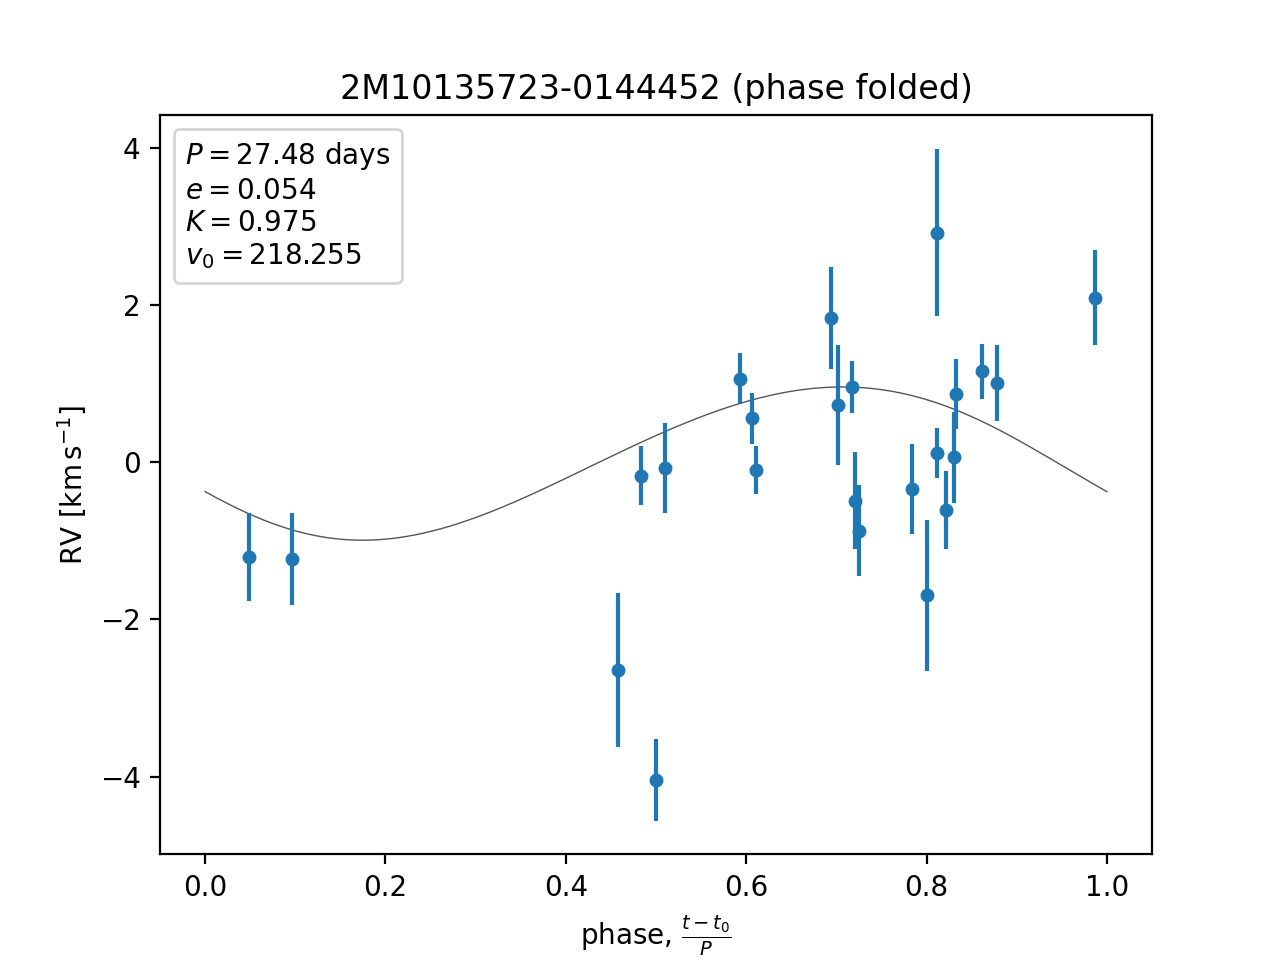 2M10135723-0144452 (phase folded)
P = 27.48 days
e = 0.054
K = 0.975
v₀ = 218.255
RV [km s⁻¹]
4
2
0
−2
−4
0.0 0.2 0.4 0.6 0.8 1.0
phase, (t − t₀)/P